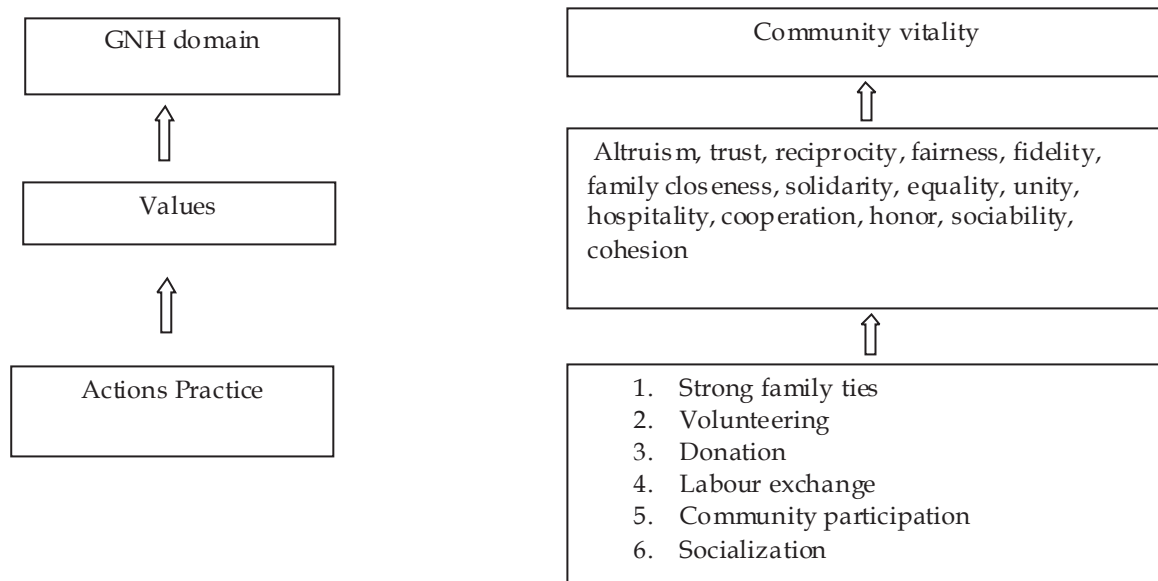 GNH domain
Community vitality
Values
Altruism, trust, reciprocity, fairness, fidelity,
family closeness, solidarity, equality, unity,
hospitality, cooperation, honor, sociability,
cohesion
Actions Practice
1. Strong family ties
2. Volunteering
3. Donation
4. Labour exchange
5. Community participation
6. Socialization